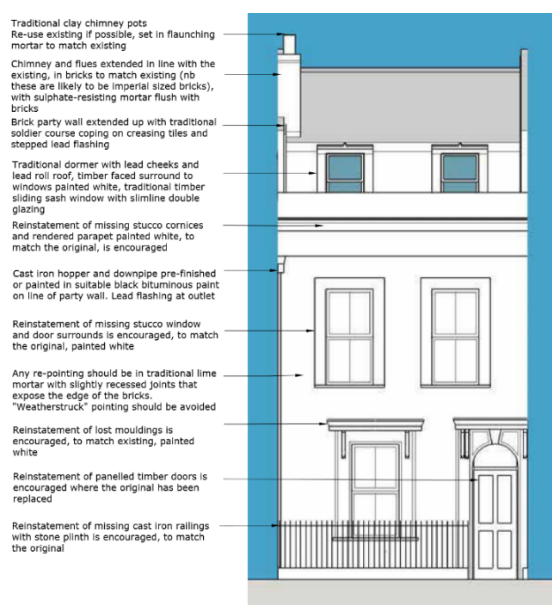 Traditional clay chimney pots
Re-use existing if possible, set in flaunching
mortar to match existing
Chimney and flues extended in line with the
existing, in bricks to match existing (nb
these are likely to be imperial sized bricks),
with sulphate-resisting mortar flush with
bricks
Brick party wall extended up with traditional
soldier course coping on creasing tiles and
stepped lead flashing
Traditional dormer with lead cheeks and
lead roll roof, timber faced surround to
windows painted white, traditional timber
sliding sash window with slimline double
glazing
Reinstatement of missing stucco cornices
and rendered parapet painted white, to
match the original, is encouraged
Cast iron hopper and downpipe pre-finished
or painted in suitable black bituminous paint
on line of party wall. Lead flashing at outlet
Reinstatement of missing stucco window
and door surrounds is encouraged, to match
the original, painted white
Any re-pointing should be in traditional lime
mortar with slightly recessed joints that
expose the edge of the bricks.
"Weatherstruck" pointing should be avoided
Reinstatement of lost mouldings is
encouraged, to match existing, painted
white
Reinstatement of panelled timber doors is
encouraged where the original has been
replaced
Reinstatement of missing cast iron railings
with stone plinth is encouraged, to match
the original